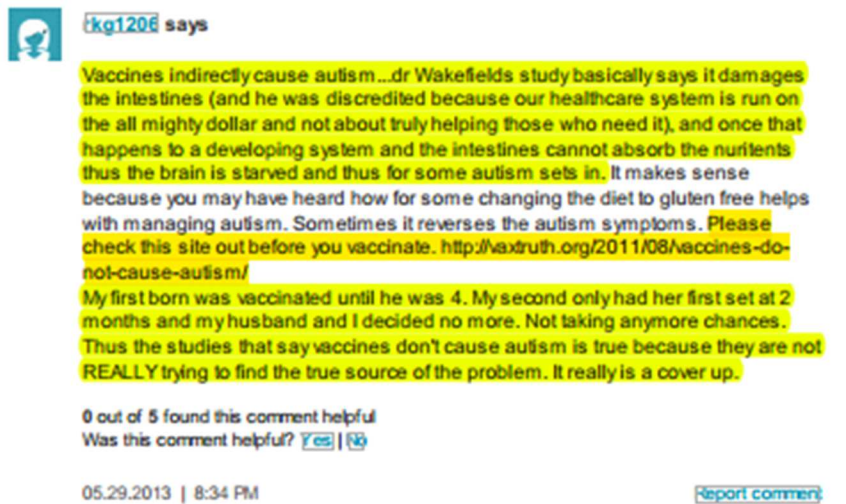 rkg1206 says
Vaccines indirectly cause autism...dr Wakefields study basically says it damages
the intestines (and he was discredited because our healthcare system is run on
the all mighty dollar and not about truly helping those who need it), and once that
happens to a developing system and the intestines cannot absorb the nuritents
thus the brain is starved and thus for some autism sets in. It makes sense
because you may have heard how for some changing the diet to gluten free helps
with managing autism. Sometimes it reverses the autism symptoms. Please
check this site out before you vaccinate. http://vaxtruth.org/2011/08/vaccines-do-
not-cause-autism/
My first born was vaccinated until he was 4. My second only had her first set at 2
months and my husband and I decided no more. Not taking anymore chances.
Thus the studies that say vaccines don't cause autism is true because they are not
REALLY trying to find the true source of the problem. It really is a cover up.
0 out of 5 found this comment helpful
Was this comment helpful? Yes | No
05.29.2013 | 8:34 PM
Report comment